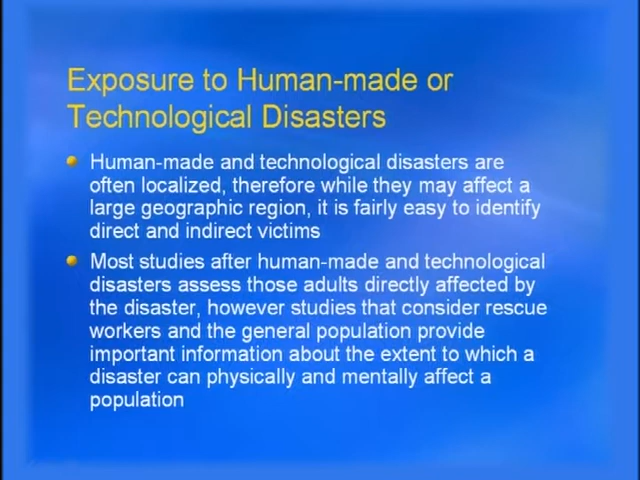 Exposure to Human-made or
Technological Disasters
Human-made and technological disasters are
often localized, therefore while they may affect a
large geographic region, it is fairly easy to identify
direct and indirect victims
Most studies after human-made and technological
disasters assess those adults directly affected by
the disaster, however studies that consider rescue
workers and the general population provide
important information about the extent to which a
disaster can physically and mentally affect a
population